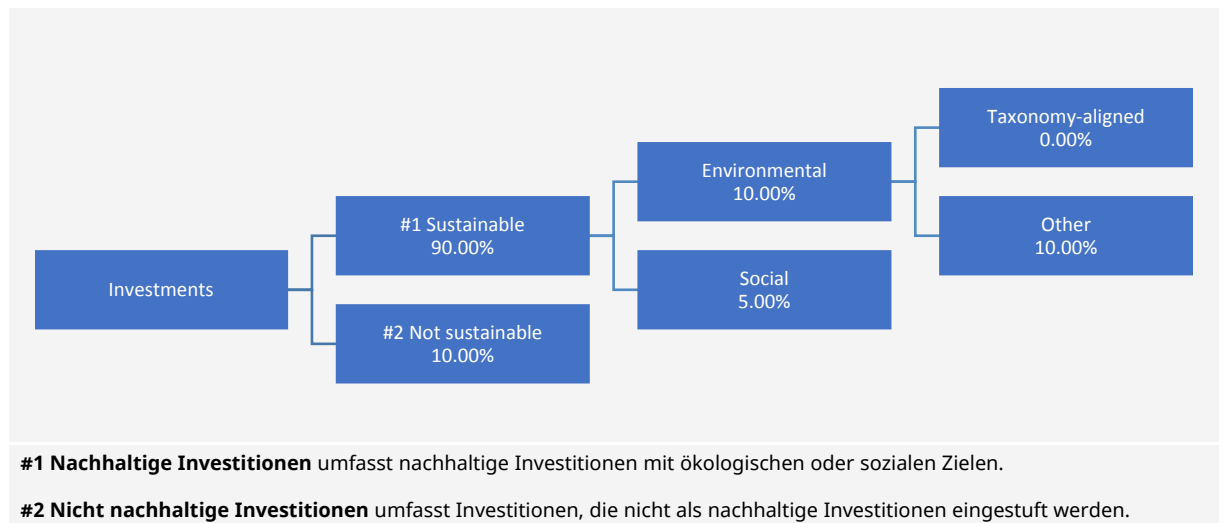 Investments
#1 Sustainable
90.00%
#2 Not sustainable
10.00%
Environmental
10.00%
Social
5.00%
Taxonomy-aligned
0.00%
Other
10.00%
#1 Nachhaltige Investitionen umfasst nachhaltige Investitionen mit ökologischen oder sozialen Zielen.
#2 Nicht nachhaltige Investitionen umfasst Investitionen, die nicht als nachhaltige Investitionen eingestuft werden.